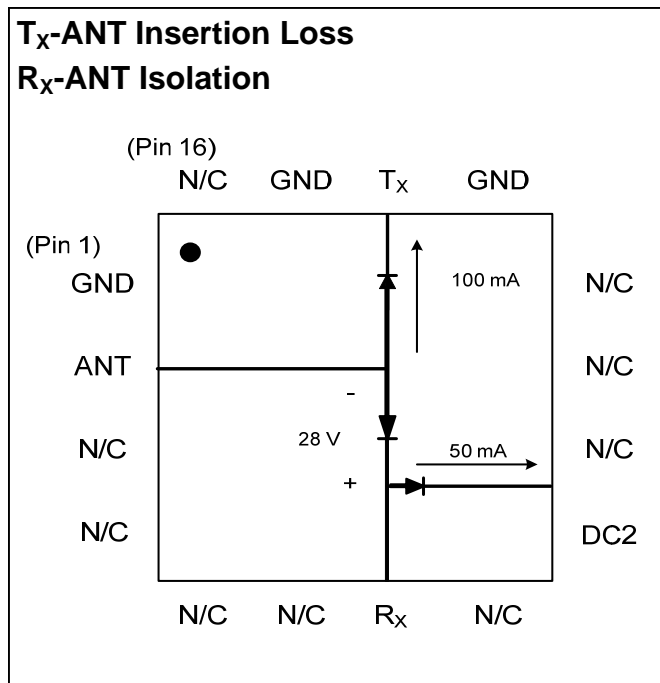 Tx-ANT Insertion Loss
Rx-ANT Isolation
(Pin 16)
N/C GND Tx GND
(Pin 1)
GND 100 mA N/C
ANT N/C
-
N/C 28 V 50 mA N/C
+
N/C DC2
N/C N/C Rx N/C